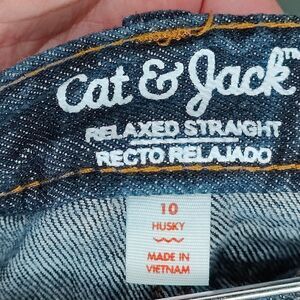 Cat & Jack™
RELAXED STRAIGHT
RECTO RELAJADO
10
HUSKY
MADE IN
VIETNAM